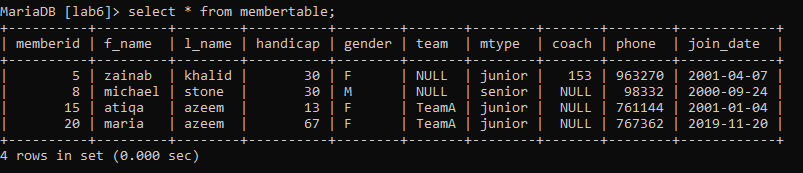 MariaDB [lab6]> select * from membertable;
+----------+---------+--------+----------+--------+-------+--------+-------+--------+------------+
| memberid | f_name  | l_name | handicap | gender | team  | mtype  | coach | phone  | join_date  |
+----------+---------+--------+----------+--------+-------+--------+-------+--------+------------+
|        5 | zainab  | khalid |       30 | F      | NULL  | junior |   153 | 963270 | 2001-04-07 |
|        8 | michael | stone  |       30 | M      | NULL  | senior |  NULL |  98332 | 2000-09-24 |
|       15 | atiqa   | azeem  |       13 | F      | TeamA | junior |  NULL | 761144 | 2001-01-04 |
|       20 | maria   | azeem  |       67 | F      | TeamA | junior |  NULL | 767362 | 2019-11-20 |
+----------+---------+--------+----------+--------+-------+--------+-------+--------+------------+
4 rows in set (0.000 sec)